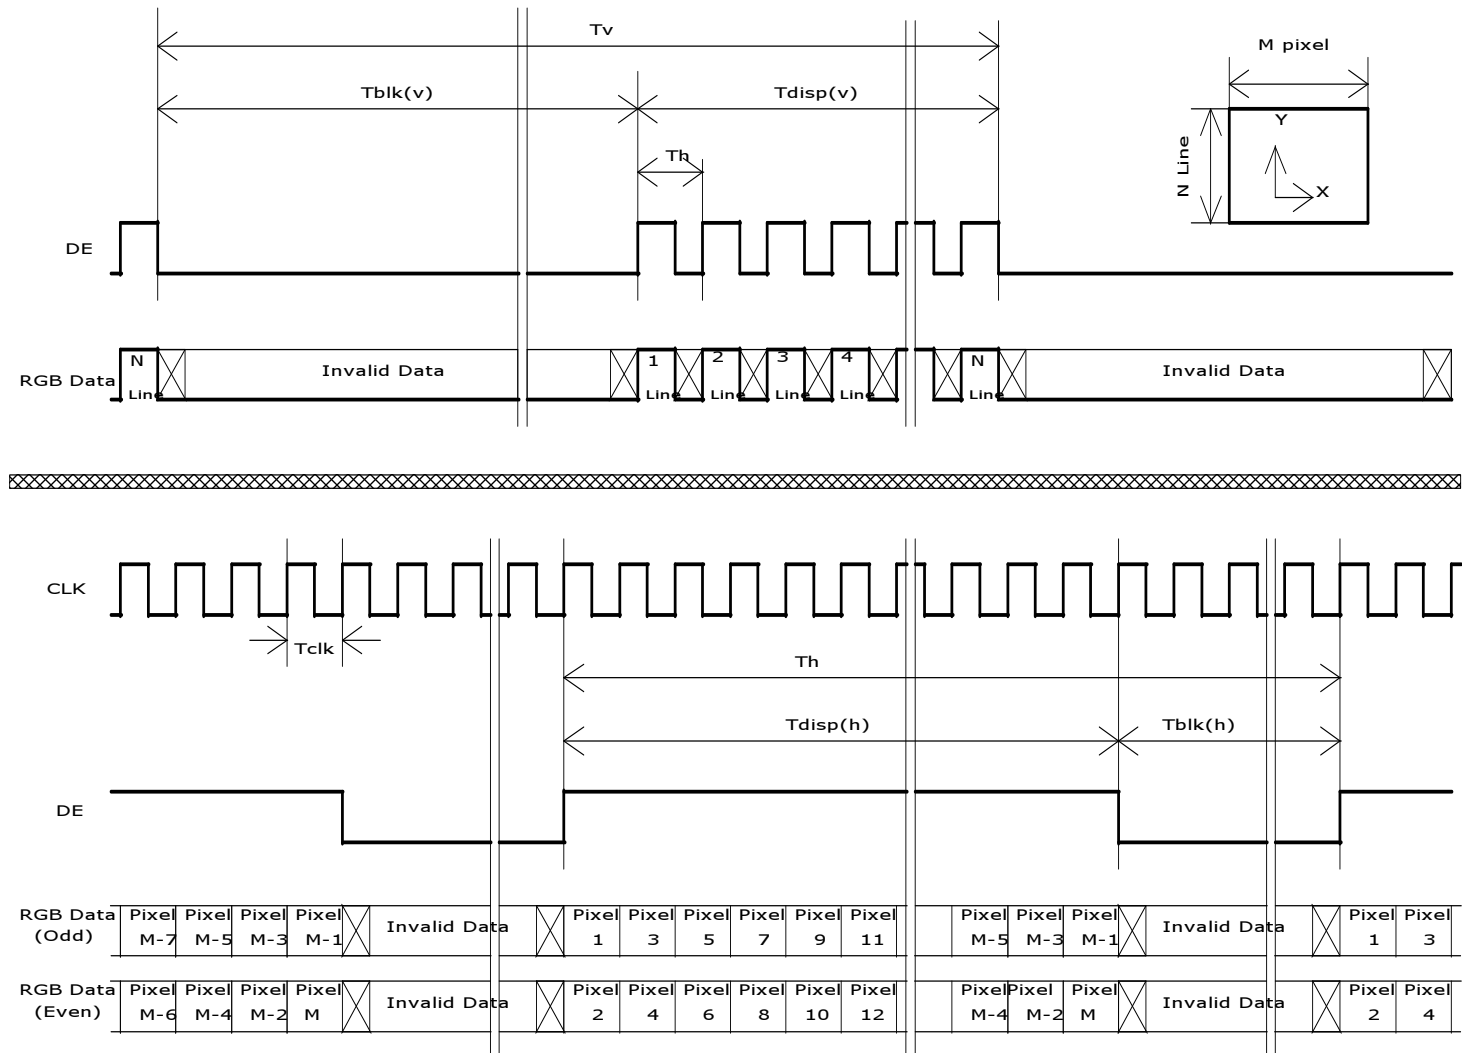 Tv
M pixel
Tblk(v)
Tdisp(v)
Y
N Line
X
Th
DE
RGB Data
N
Line
Invalid Data
1
Line
2
Line
3
Line
4
Line
N
Line
Invalid Data
CLK
Tclk
Th
Tdisp(h)
Tblk(h)
DE
RGB Data
(Odd)
Pixel Pixel Pixel Pixel
M-7 M-5 M-3 M-1
Invalid Data
Pixel Pixel Pixel Pixel Pixel Pixel
1 3 5 7 9 11
Pixel Pixel Pixel
M-5 M-3 M-1
Invalid Data
Pixel Pixel
1 3
RGB Data
(Even)
Pixel Pixel Pixel Pixel
M-6 M-4 M-2 M
Invalid Data
Pixel Pixel Pixel Pixel Pixel Pixel
2 4 6 8 10 12
Pixel Pixel Pixel
M-4 M-2 M
Invalid Data
Pixel Pixel
2 4